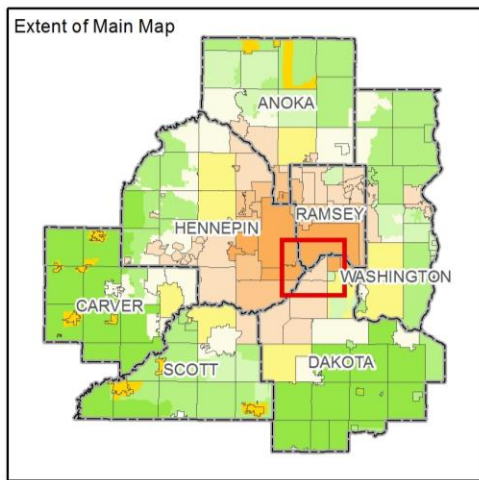 Extent of Main Map
ANOKA
HENNEPIN
RAMSEY
WASHINGTON
CARVER
SCOTT
DAKOTA